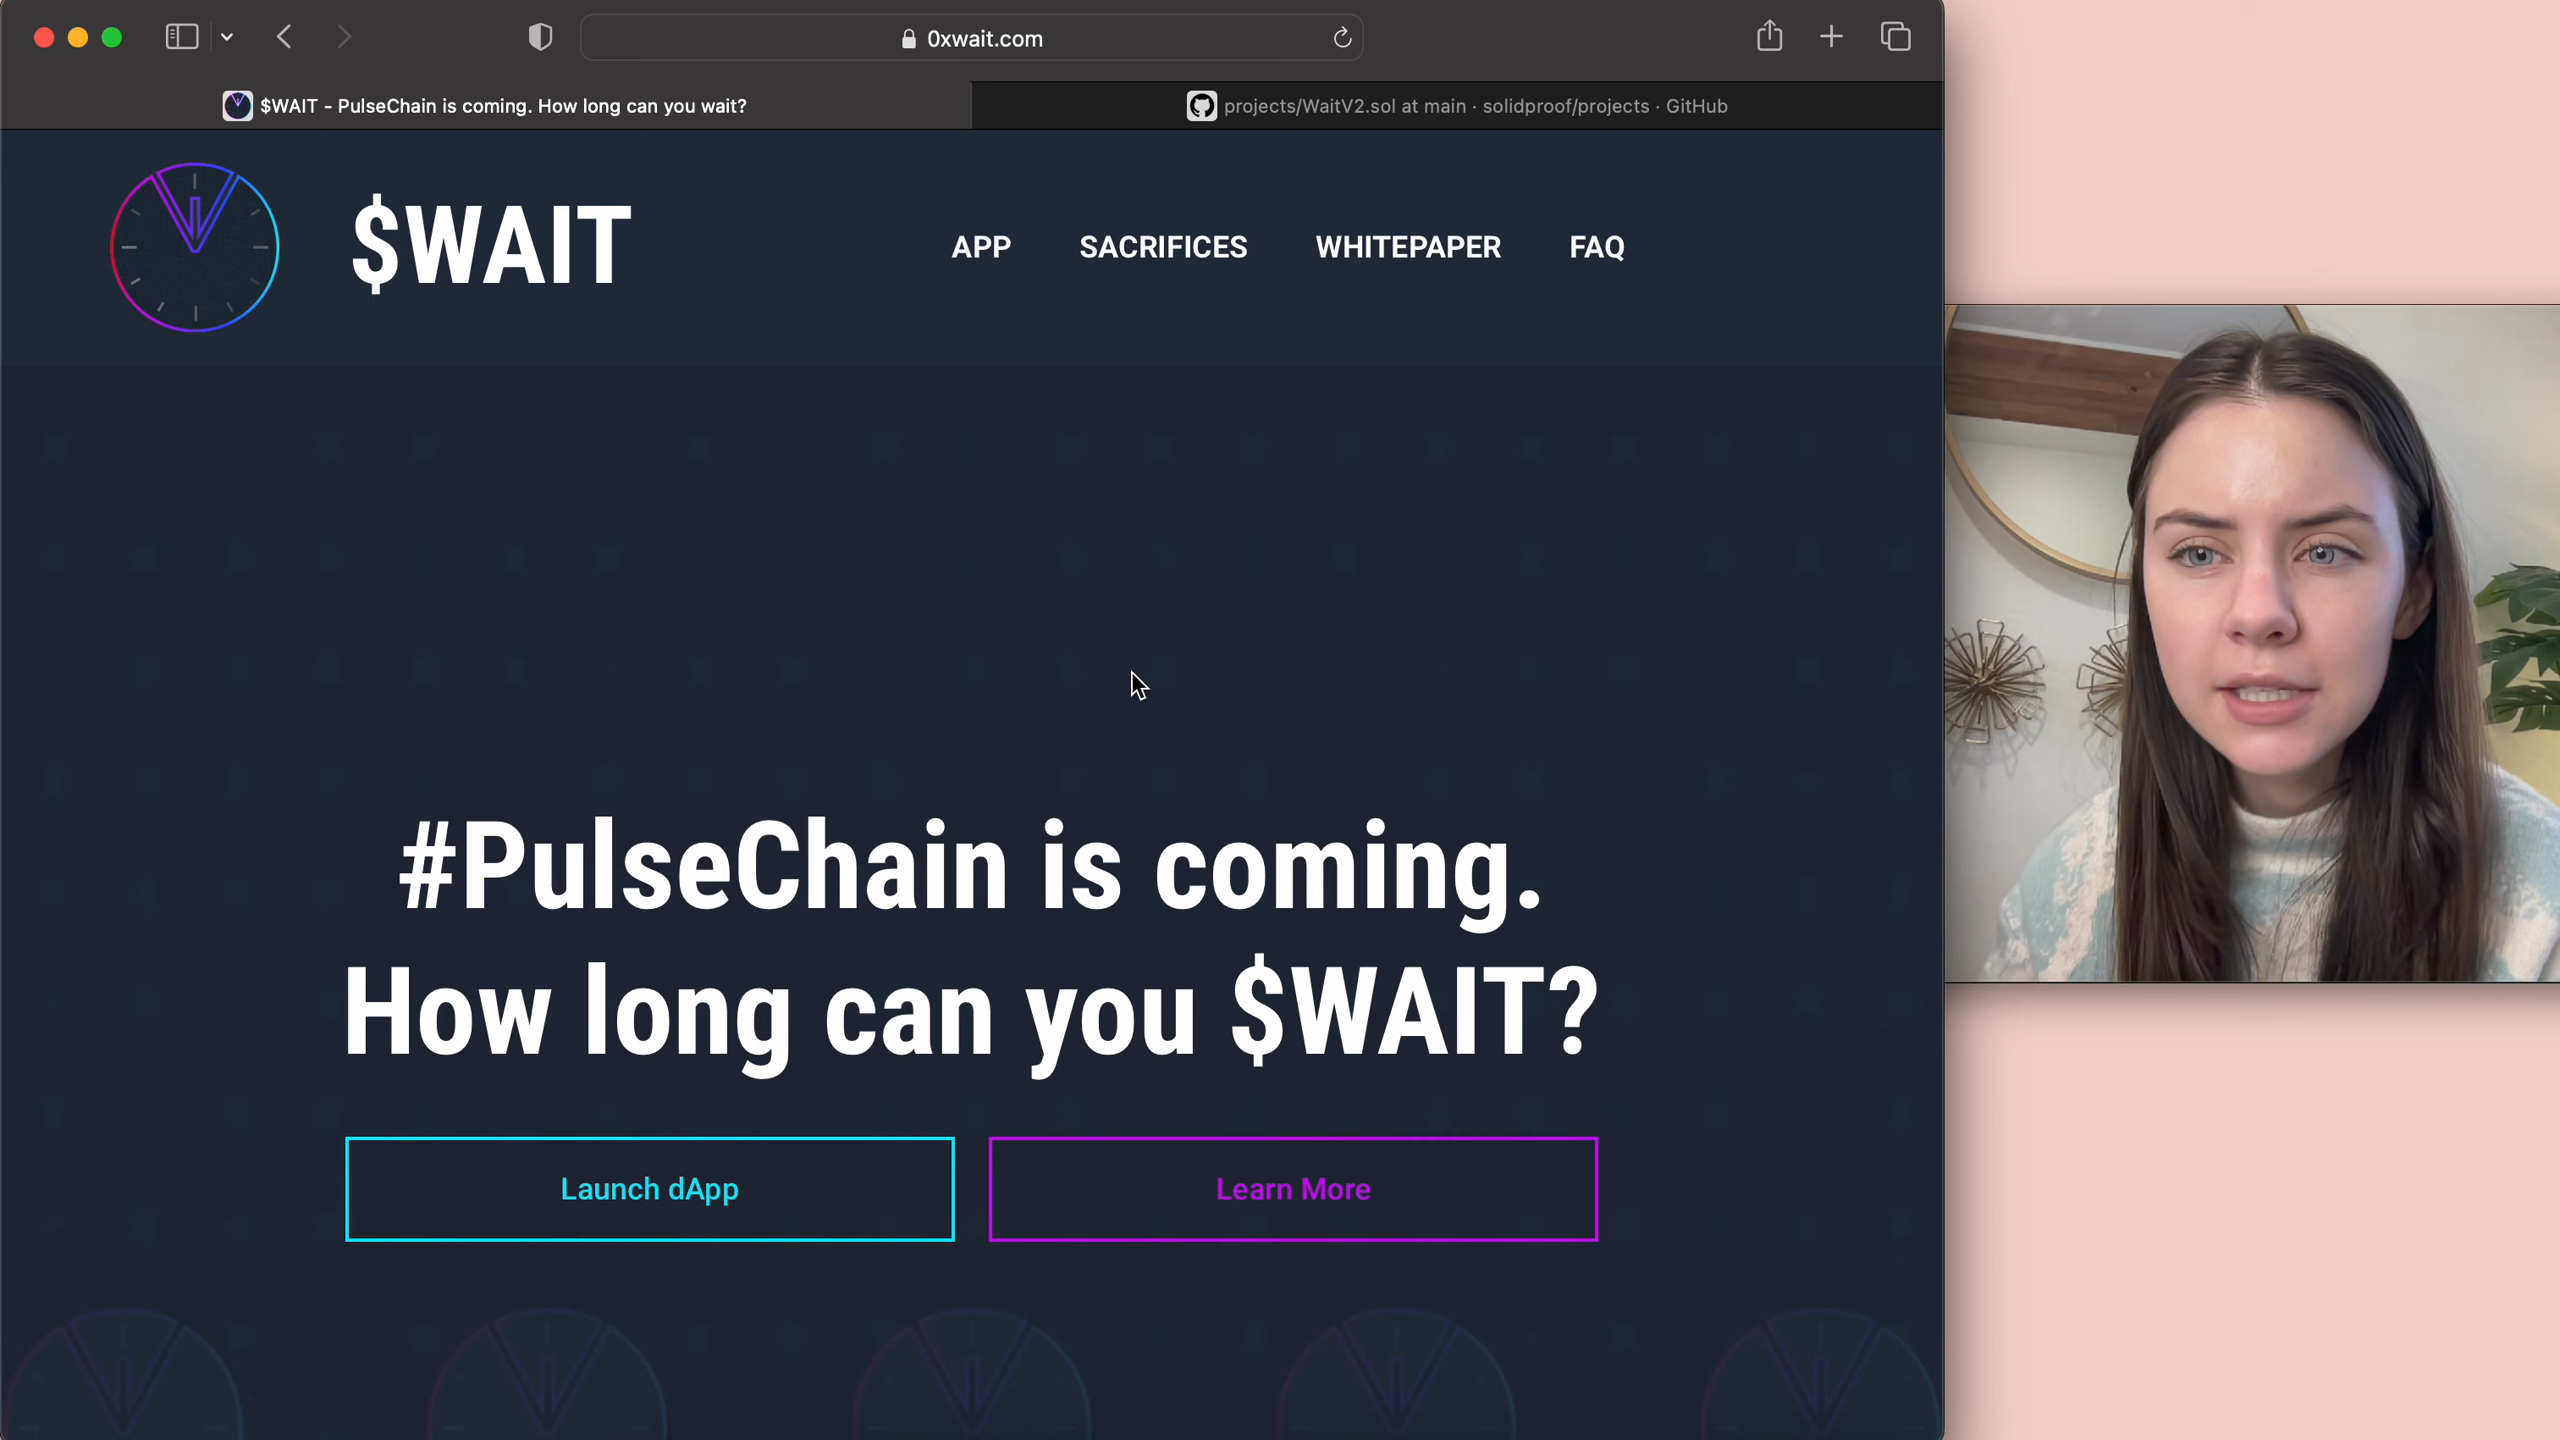 0xwait.com
$WAIT - PulseChain is coming. How long can you wait?
projects/WaitV2.sol at main · solidproof/projects · GitHub
$WAIT
APP
SACRIFICES
WHITEPAPER
FAQ
#PulseChain is coming.
How long can you $WAIT?
Launch dApp
Learn More